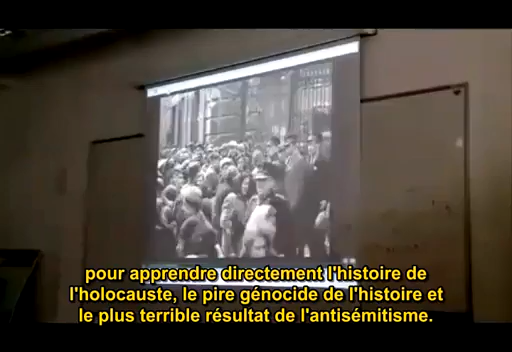 pour apprendre directement l'histoire de
l'holocauste, le pire génocide de l'histoire et
le plus terrible résultat de l'antisémitisme.